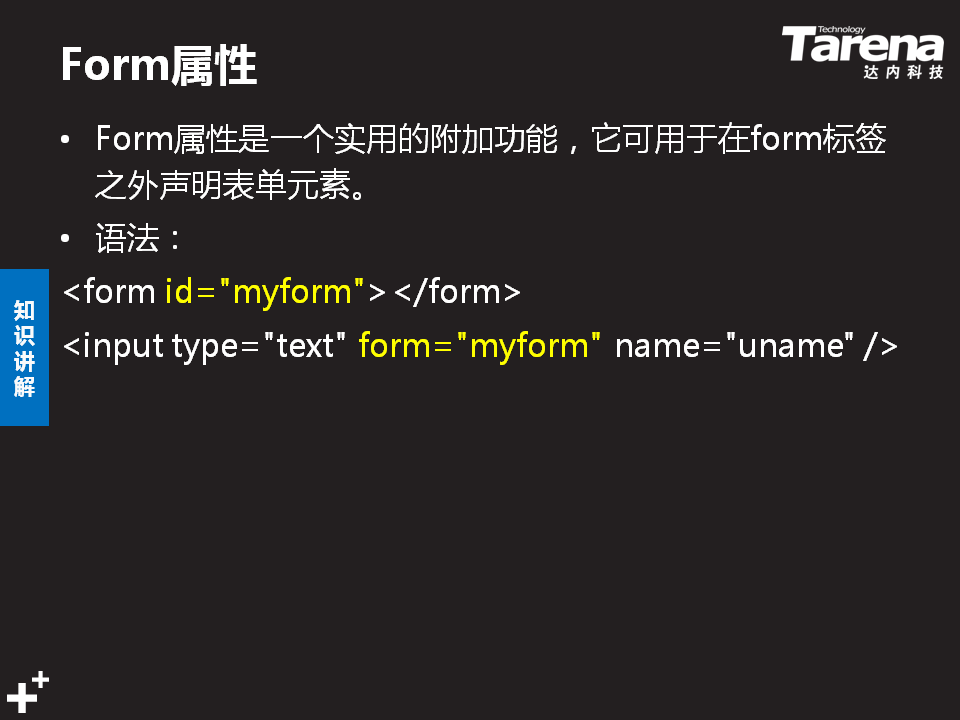 Form属性
Technology
Tarena
达内科技
• Form属性是一个实用的附加功能，它可用于在form标签
之外声明表单元素。
• 语法：
<form id="myform"></form>
<input type="text" form="myform" name="uname" />
知识讲解